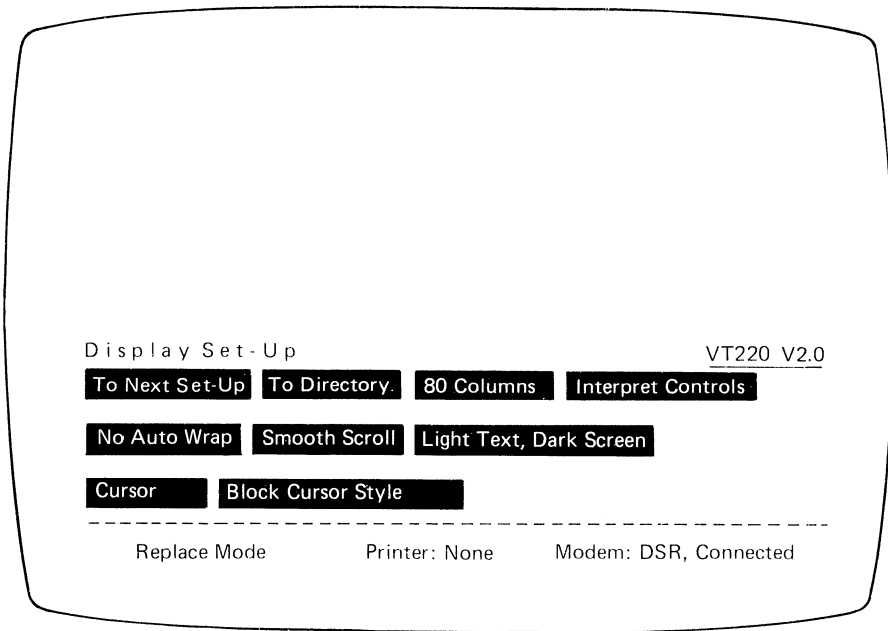 Display Set-Up VT220 V2.0
To Next Set-Up To Directory. 80 Columns Interpret Controls
No Auto Wrap Smooth Scroll Light Text, Dark Screen
Cursor Block Cursor Style
Replace Mode Printer: None Modem: DSR, Connected